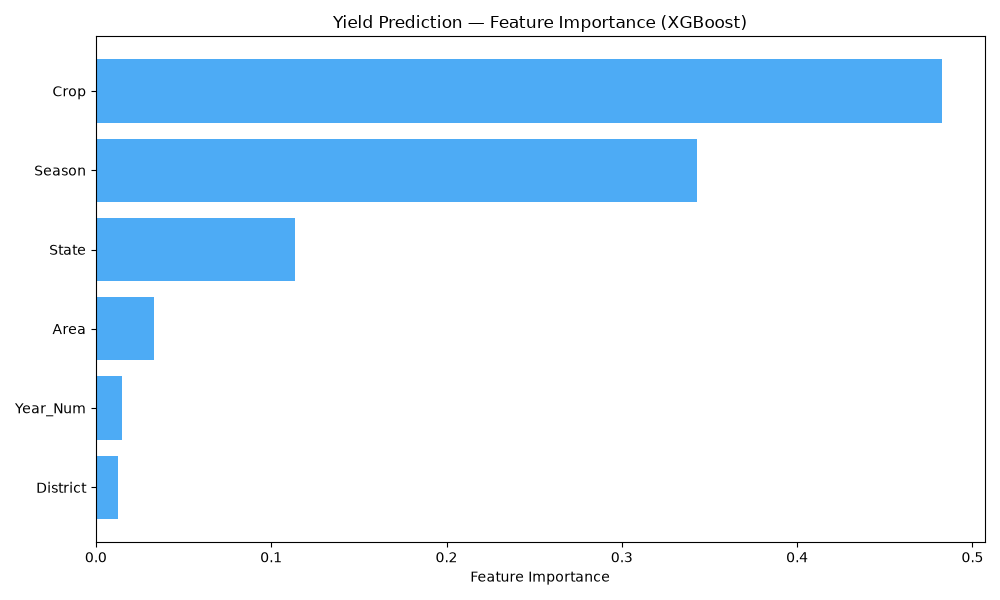 Yield Prediction — Feature Importance (XGBoost)
Crop
Season
State
Area
Year_Num
District
0.0 0.1 0.2 0.3 0.4 0.5
Feature Importance